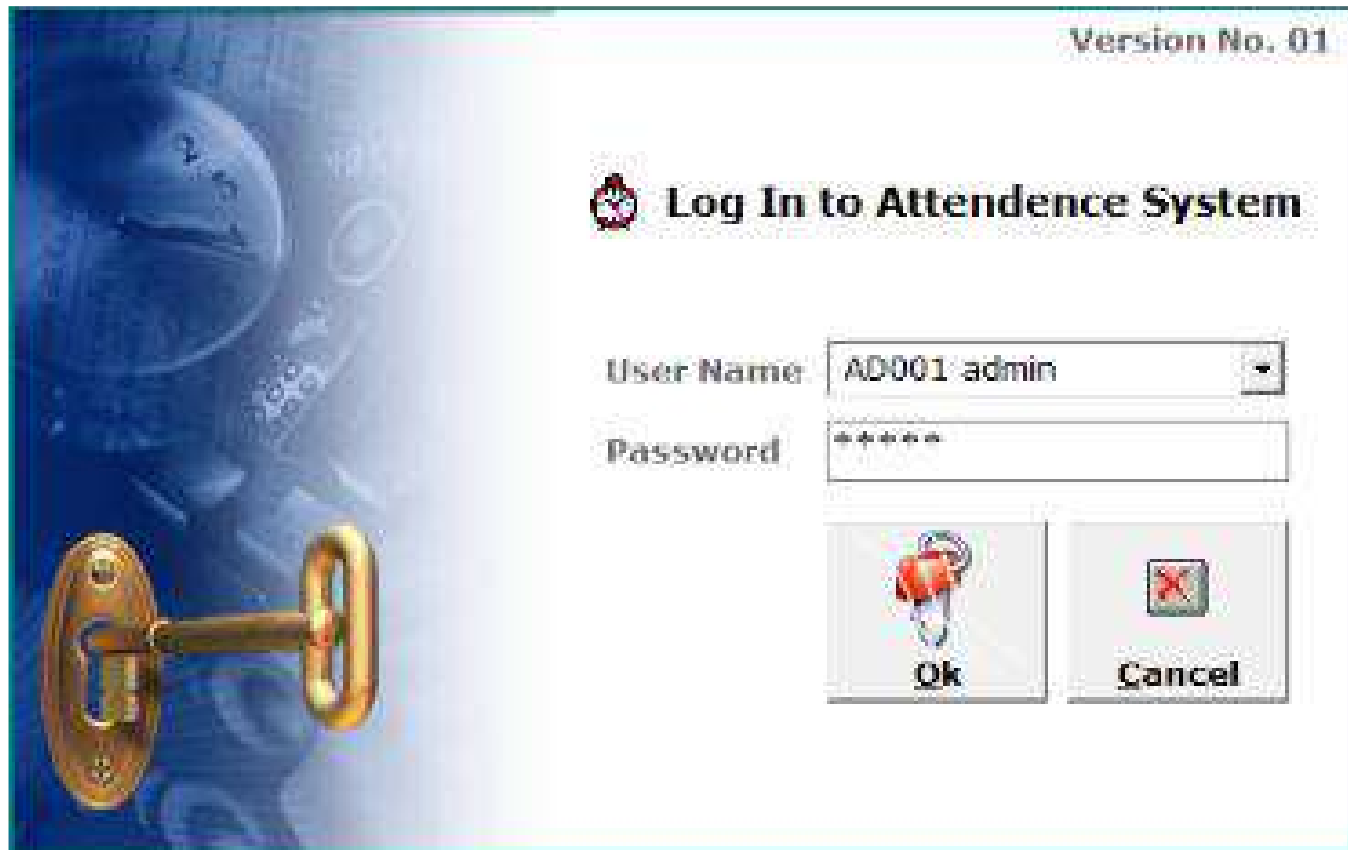 Version No. 01
Log In to Attendence System
User Name AD001 admin
Password *****
Ok Cancel